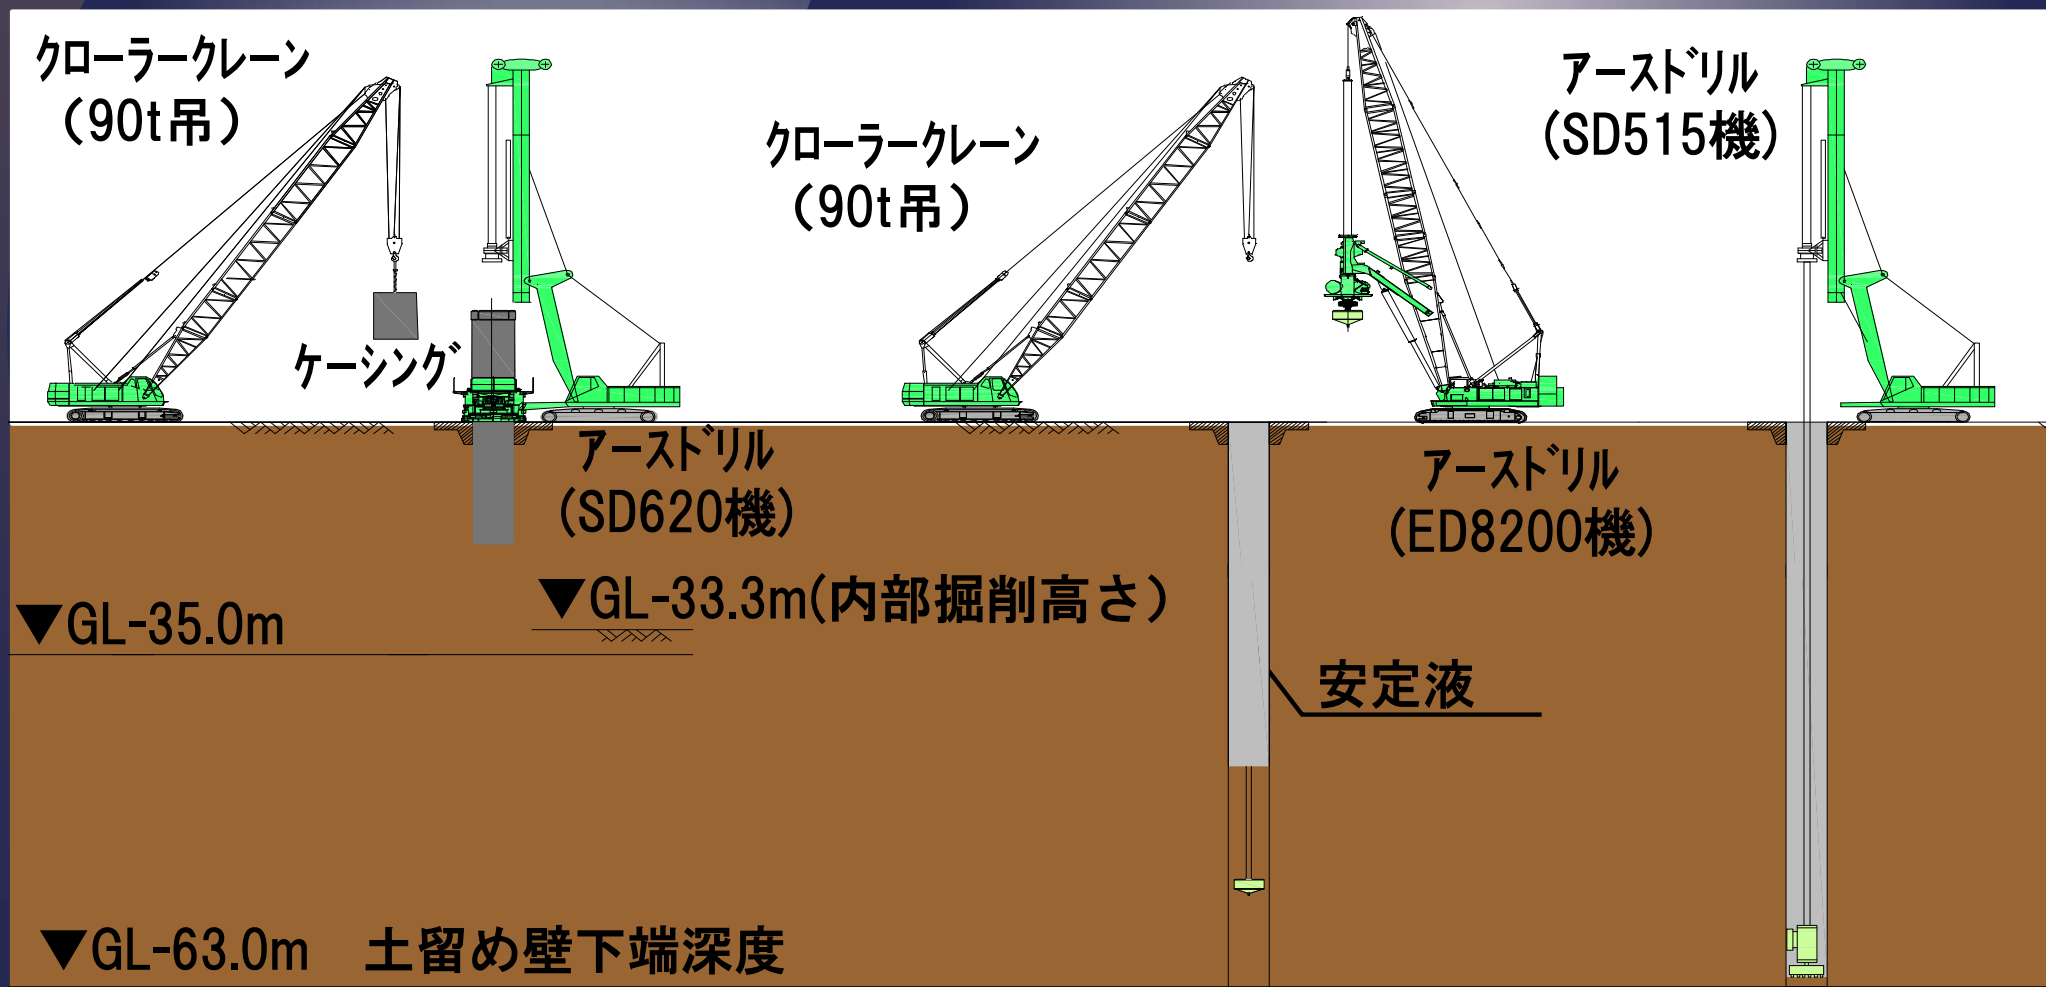 クローラークレーン
（90t吊）
ケーシング
アースドリル
(SD620機)
クローラークレーン
（90t吊）
アースドリル
(SD515機)
アースドリル
(ED8200機)
▼GL-35.0m
▼GL-33.3m(内部掘削高さ）
安定液
▼GL-63.0m　土留め壁下端深度